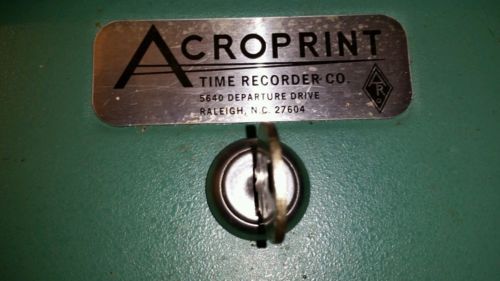 ACROPRINT
TIME RECORDER CO.
5640 DEPARTURE DRIVE
RALEIGH, N.C. 27604